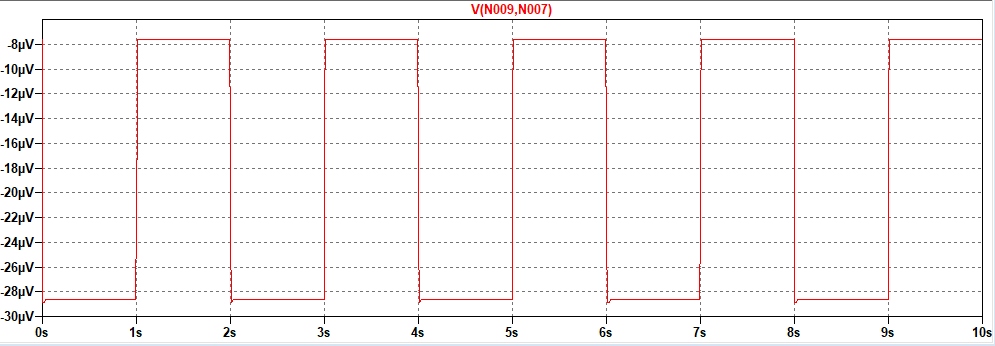 V(N009,N007)
-8µV
-10µV
-12µV
-14µV
-16µV
-18µV
-20µV
-22µV
-24µV
-26µV
-28µV
-30µV
0s 1s 2s 3s 4s 5s 6s 7s 8s 9s 10s